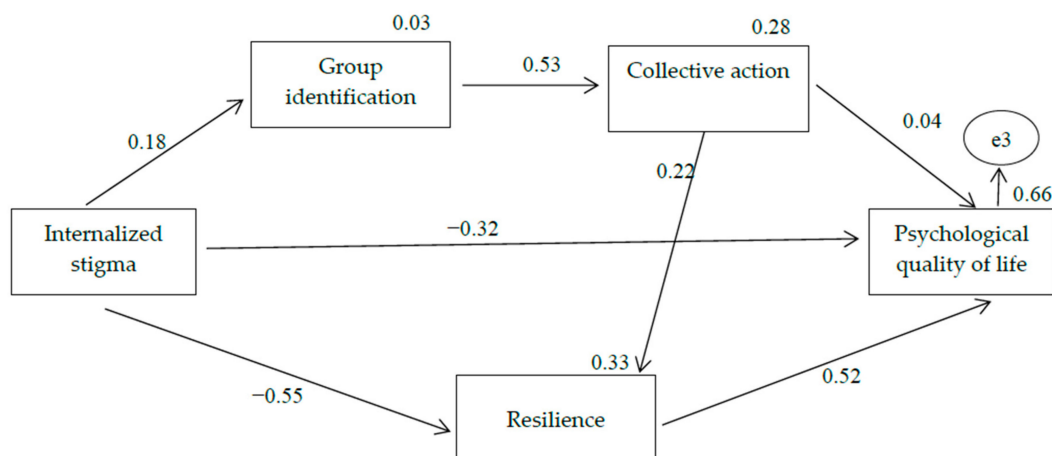 0.03
0.28
Group
identification
0.53
Collective action
0.18
0.04
e3
0.22
0.66
Internalized
stigma
−0.32
Psychological
quality of life
0.33
−0.55
0.52
Resilience